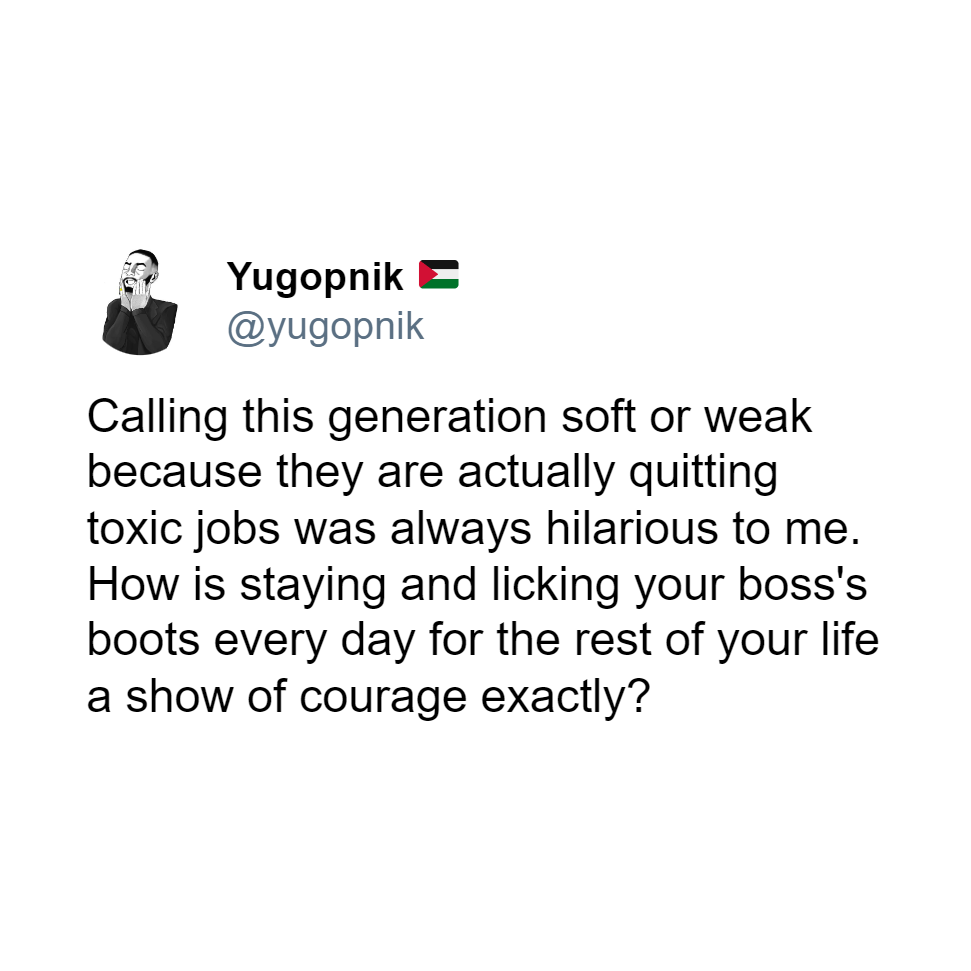 Yugopnik 🇵🇸
@yugopnik
Calling this generation soft or weak
because they are actually quitting
toxic jobs was always hilarious to me.
How is staying and licking your boss's
boots every day for the rest of your life
a show of courage exactly?